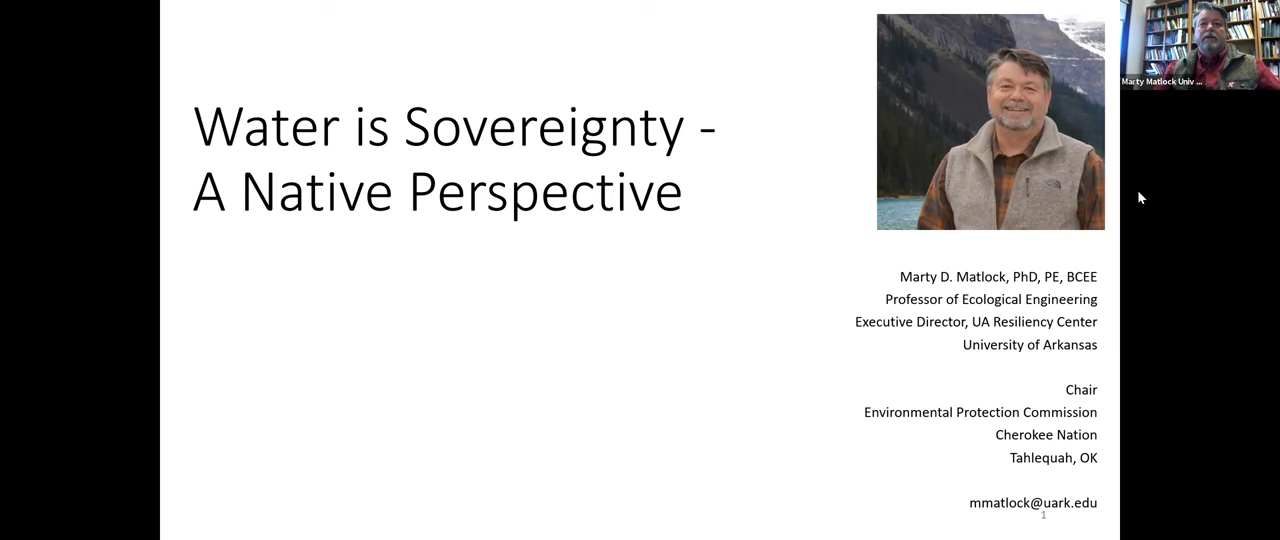 Water is Sovereignty -
A Native Perspective
Marty Matlock Univ ...
Marty D. Matlock, PhD, PE, BCEE
Professor of Ecological Engineering
Executive Director, UA Resiliency Center
University of Arkansas
Chair
Environmental Protection Commission
Cherokee Nation
Tahlequah, OK
mmatlock@uark.edu
1